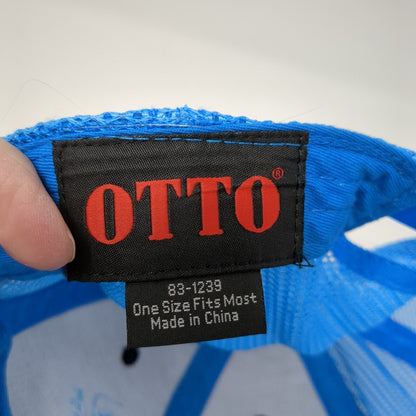 OTTO®
83-1239
One Size Fits Most
Made in China